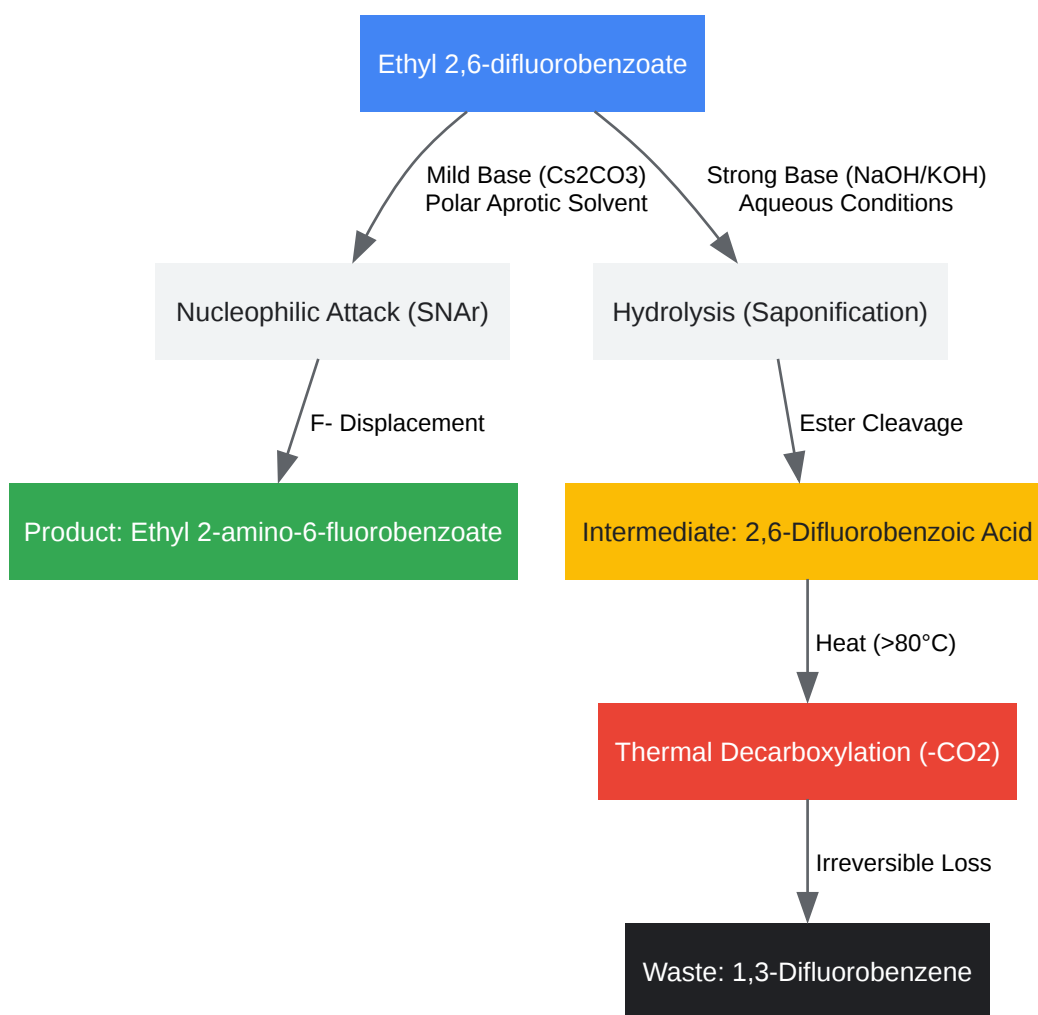 Ethyl 2,6-difluorobenzoate
Mild Base (Cs2CO3)
Polar Aprotic Solvent
Strong Base (NaOH/KOH)
Aqueous Conditions
Nucleophilic Attack (SNAr)
Hydrolysis (Saponification)
F- Displacement
Ester Cleavage
Product: Ethyl 2-amino-6-fluorobenzoate
Intermediate: 2,6-Difluorobenzoic Acid
Heat (>80°C)
Thermal Decarboxylation (-CO2)
Irreversible Loss
Waste: 1,3-Difluorobenzene